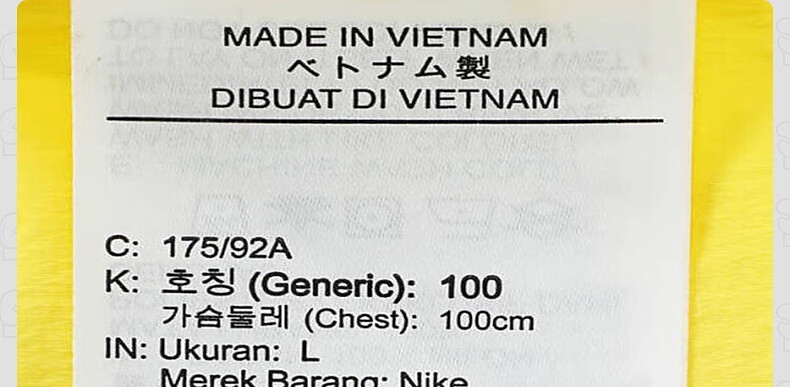 MADE IN VIETNAM
ベトナム製
DIBUAT DI VIETNAM
C: 175/92A
K: 호칭 (Generic): 100
가슴둘레 (Chest): 100cm
IN: Ukuran: L
Merek Barang: Nike